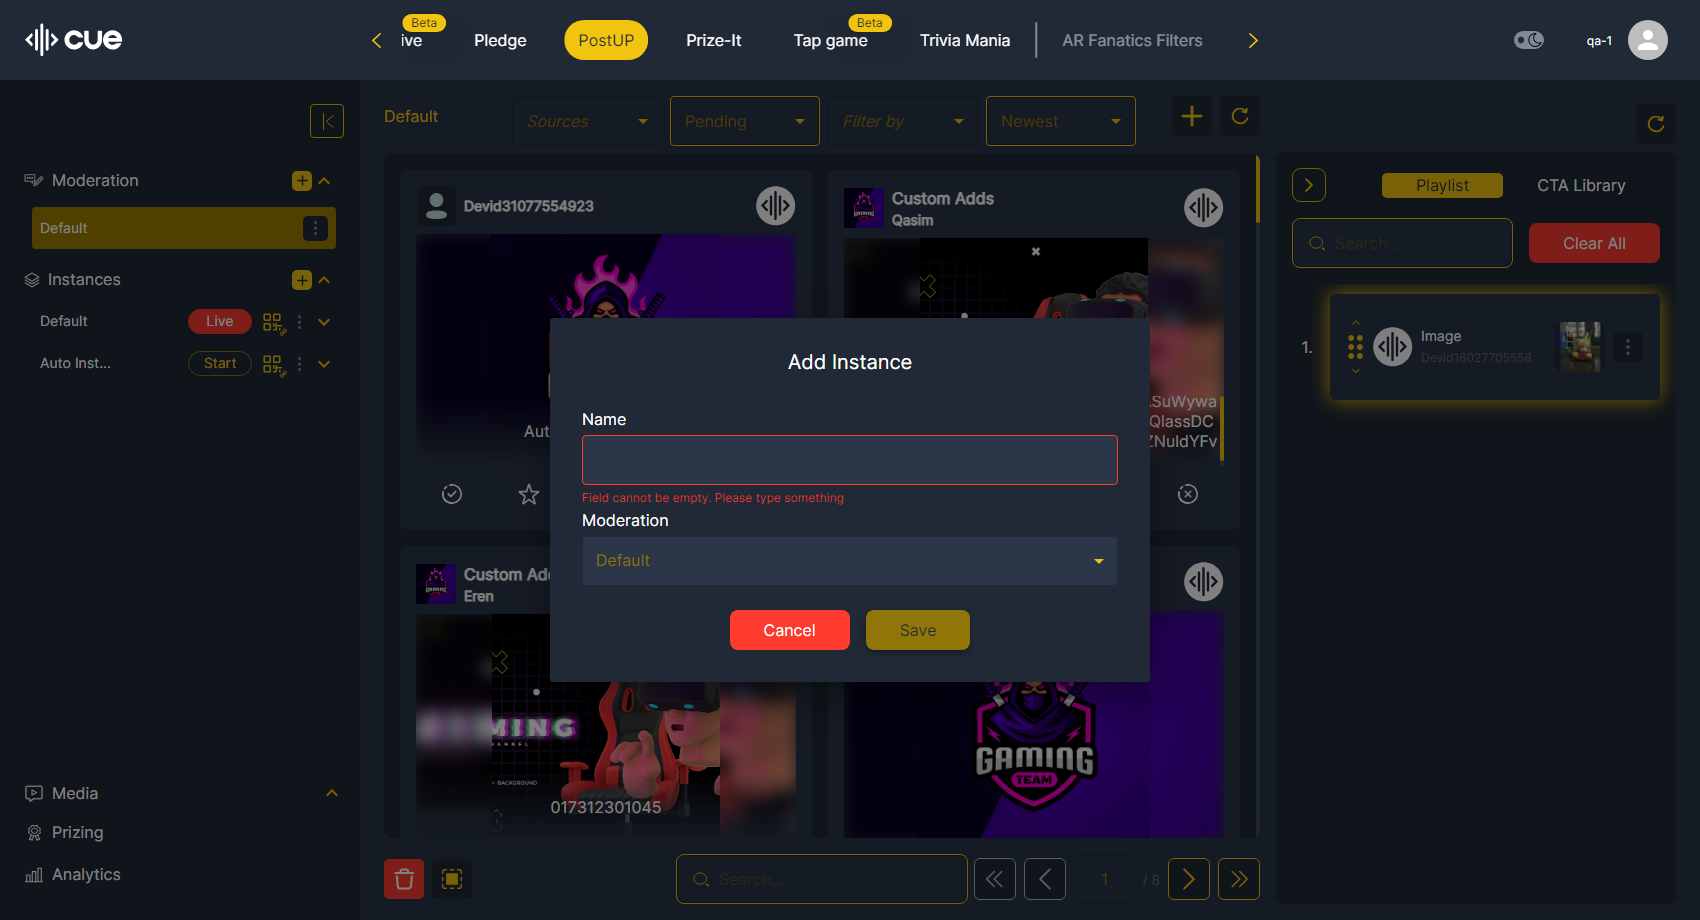 cue
Beta
ive
Pledge
PostUP
Prize-It
Beta
Tap game
Trivia Mania
AR Fanatics Filters
qa-1
Moderation
Default
Instances
Default
Live
Auto Inst...
Start
Media
Prizing
Analytics
Default
Sources
Pending
Filter by
Newest
Devid31077554923
Aut
Custom Adds
Qasim
SuWywa
QlassDC
ZNuldYFv
Add Instance
Name
Field cannot be empty. Please type something
Moderation
Default
Cancel
Save
Custom Add
Eren
MING
BACKGROUND
017312301045
GAMING
TEAM
Search...
1
/ 8
Playlist
CTA Library
Search...
Clear All
1.
Image
Devid16027705558